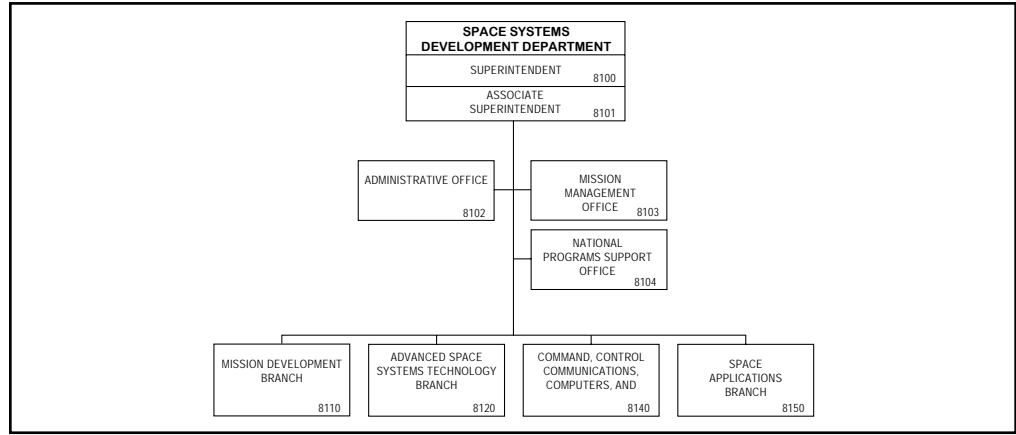 SPACE SYSTEMS
DEVELOPMENT DEPARTMENT
SUPERINTENDENT
8100
ASSOCIATE
SUPERINTENDENT
8101
ADMINISTRATIVE OFFICE
8102
MISSION
MANAGEMENT
OFFICE
8103
NATIONAL
PROGRAMS SUPPORT
OFFICE
8104
MISSION DEVELOPMENT
BRANCH
8110
ADVANCED SPACE
SYSTEMS TECHNOLOGY
BRANCH
8120
COMMAND, CONTROL
COMMUNICATIONS,
COMPUTERS, AND
8140
SPACE
APPLICATIONS
BRANCH
8150